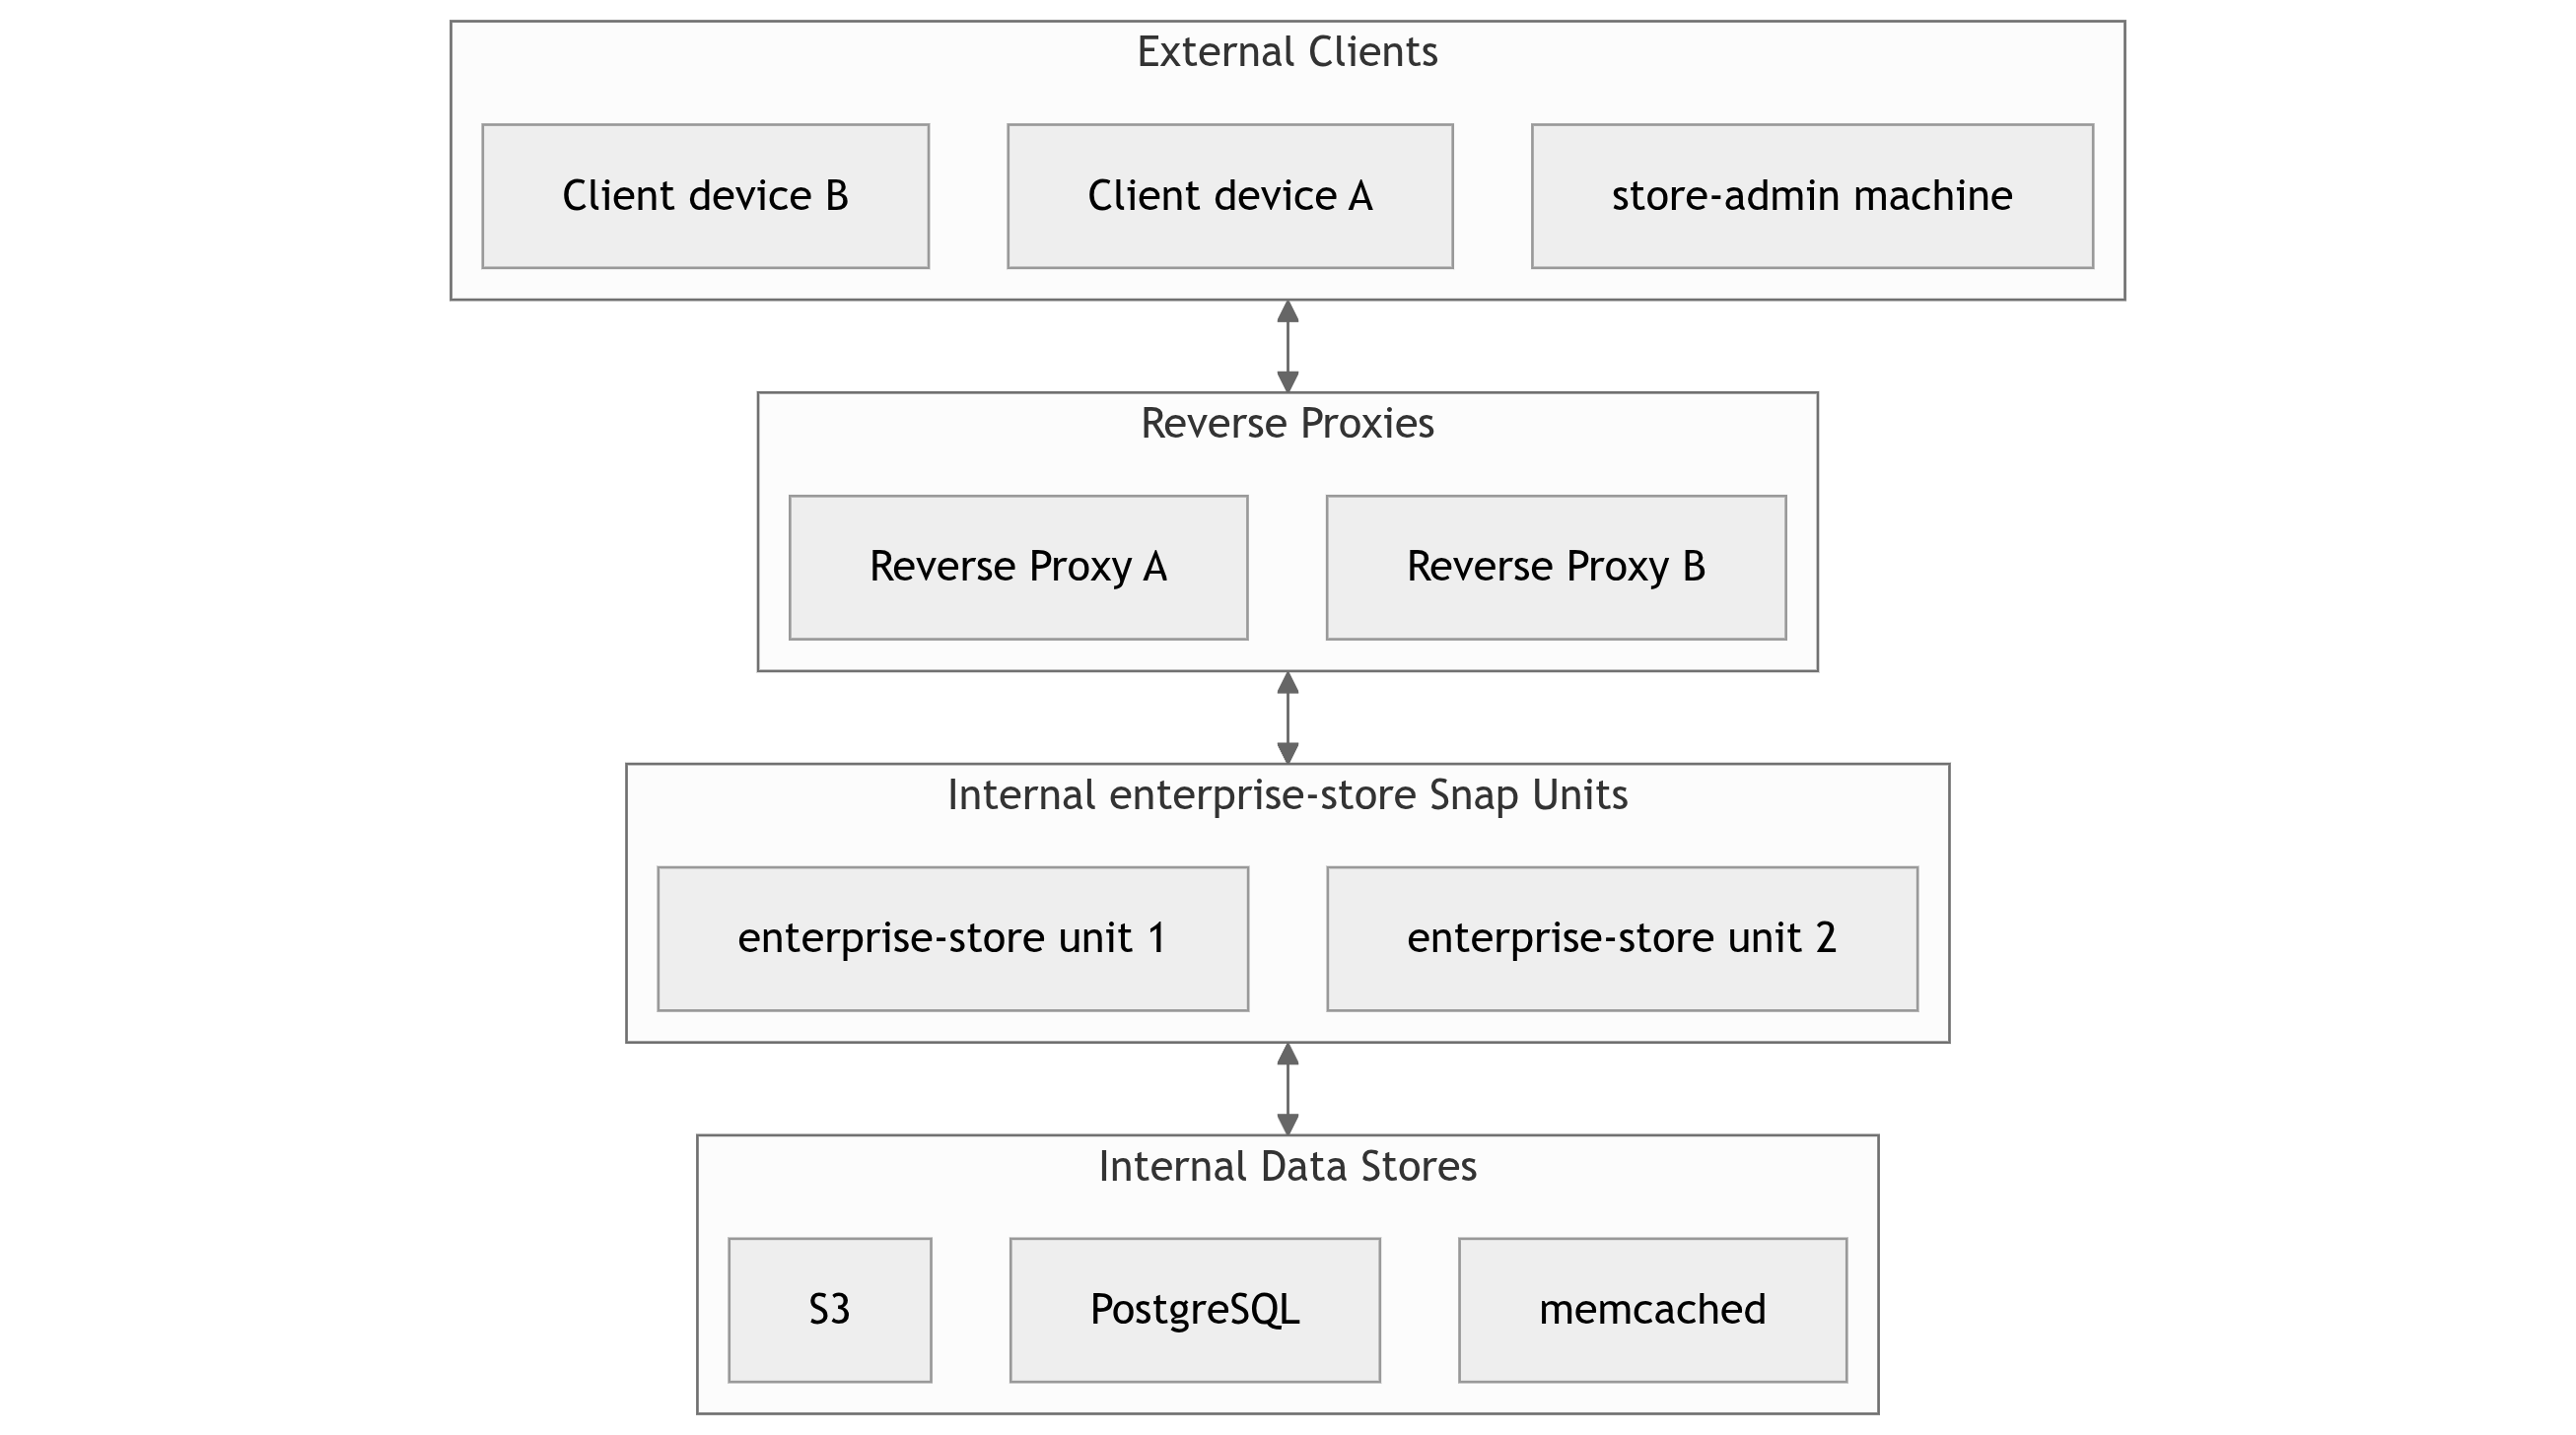 External Clients
Client device B
Client device A
store-admin machine
Reverse Proxies
Reverse Proxy A
Reverse Proxy B
Internal enterprise-store Snap Units
enterprise-store unit 1
enterprise-store unit 2
Internal Data Stores
S3
PostgreSQL
memcached